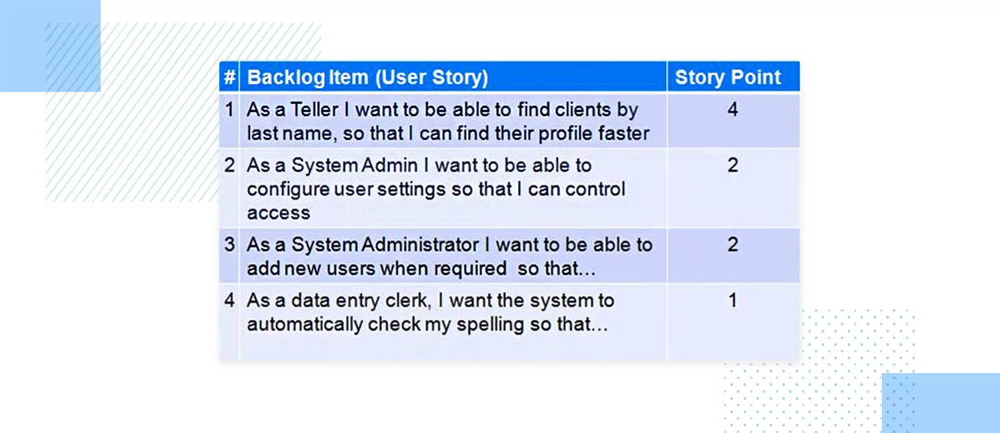 # Backlog Item (User Story) Story Point
1 As a Teller I want to be able to find clients by 4
last name, so that I can find their profile faster
2 As a System Admin I want to be able to 2
configure user settings so that I can control
access
3 As a System Administrator I want to be able to 2
add new users when required so that...
4 As a data entry clerk, I want the system to 1
automatically check my spelling so that...